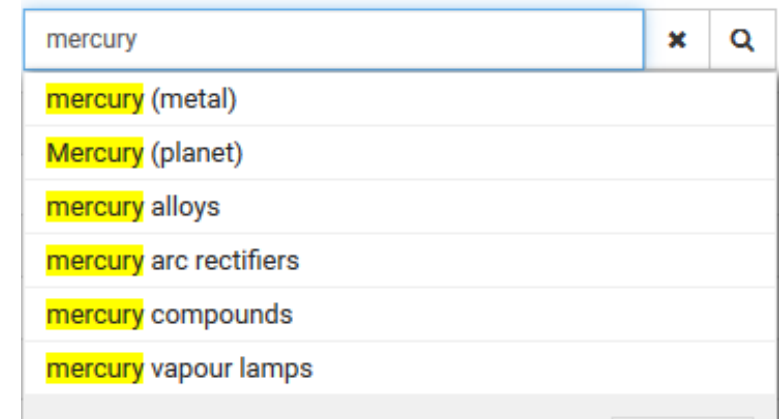 mercury
mercury (metal)
Mercury (planet)
mercury alloys
mercury arc rectifiers
mercury compounds
mercury vapour lamps